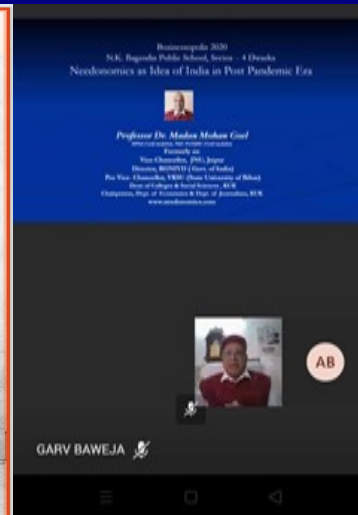 Businessopolis 2020
N.K. Bagrodia Public School, Sector - 4 Dwarka
Needonomics as Idea of India in Post Pandemic Era
Professor Dr. Madan Mohan Goel
Formerly as
Vice-Chancellor, JNU, Jaipur
Director, RGNIYD (Govt. of India)
Pro Vice-Chancellor, VKSU (State University of Bihar)
Dean of Colleges & Social Sciences, KUK
Chairperson, Dept. of Economics & Dept. of Journalism, KUK
www.needonomics.com
AB
GARV BAWEJA